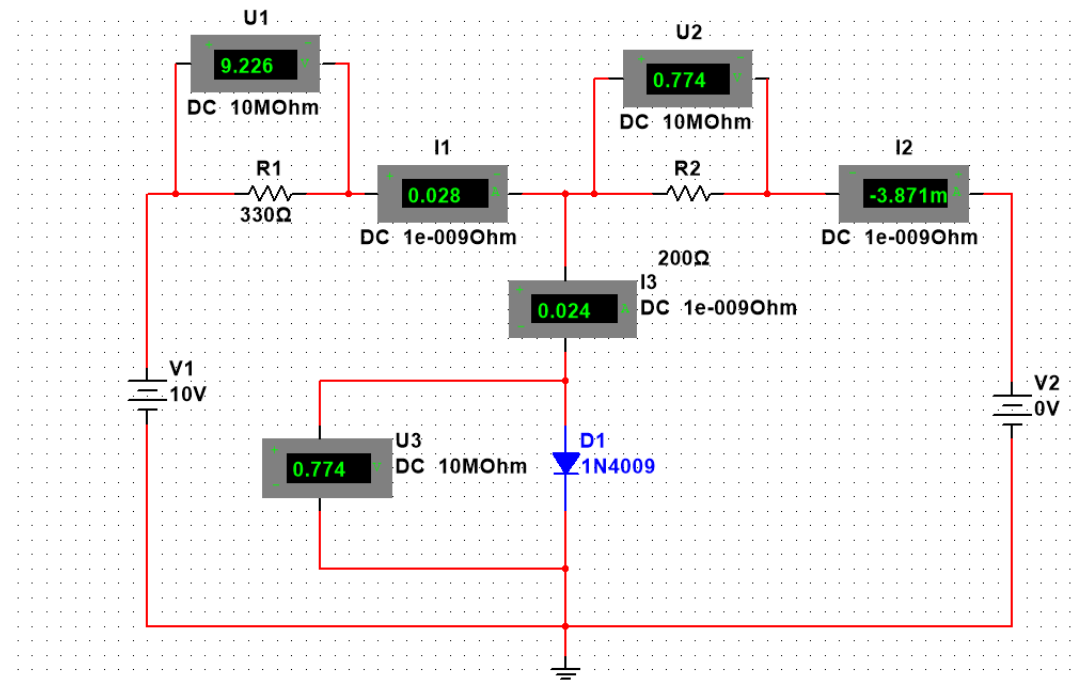 U1
9.226 V
DC 10MOhm
U2
0.774 V
DC 10MOhm
R1
330Ω
I1
0.028 A
DC 1e-009Ohm
R2
200Ω
I2
-3.871m A
DC 1e-009Ohm
I3
0.024 A
DC 1e-009Ohm
V1
10V
U3
0.774 V
DC 10MOhm
D1
1N4009
V2
0V